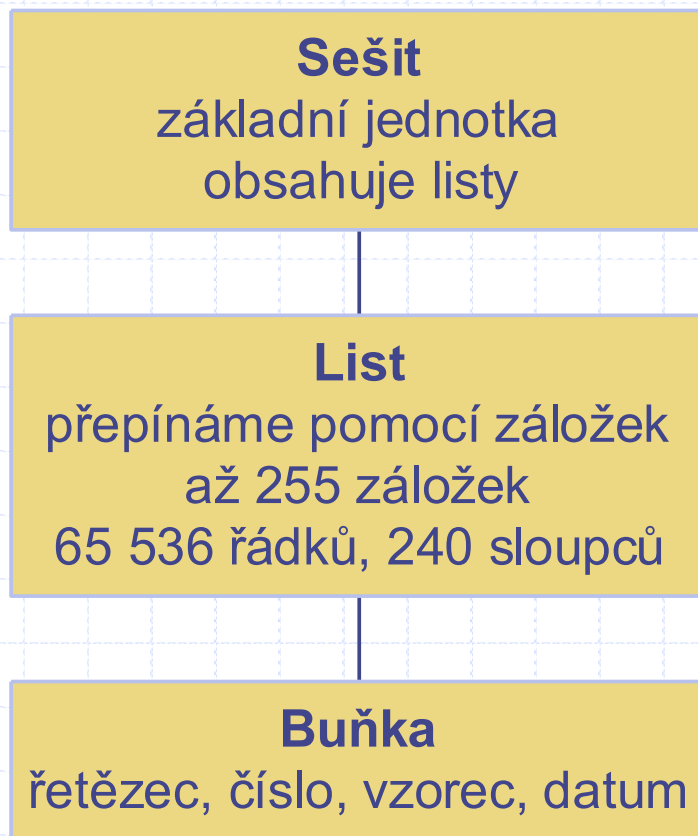 Sešit
základní jednotka
obsahuje listy
List
přepínáme pomocí záložek
až 255 záložek
65 536 řádků, 240 sloupců
Buňka
řetězec, číslo, vzorec, datum